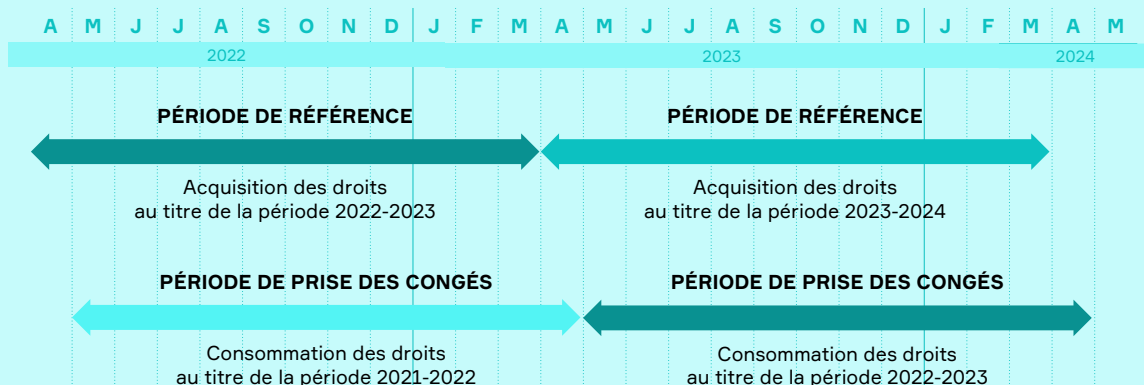 A M J J A S O N D J F M A M J J A S O N D J F M A M
2022 2023 2024
PÉRIODE DE RÉFÉRENCE PÉRIODE DE RÉFÉRENCE
Acquisition des droits Acquisition des droits
au titre de la période 2022-2023 au titre de la période 2023-2024
PÉRIODE DE PRISE DES CONGÉS PÉRIODE DE PRISE DES CONGÉS
Consommation des droits Consommation des droits
au titre de la période 2021-2022 au titre de la période 2022-2023